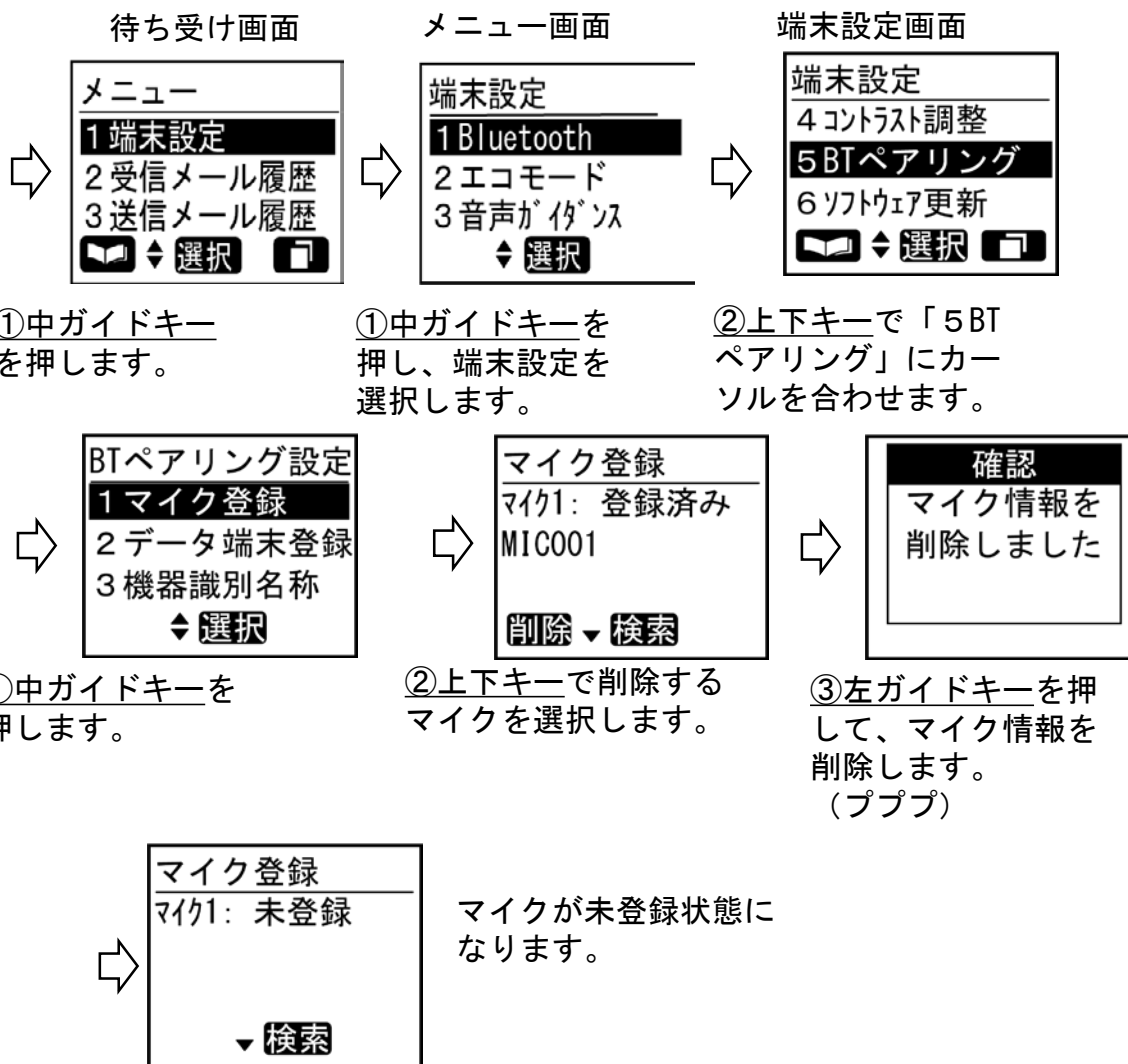 待ち受け画面
メニュー画面
端末設定画面
メニュー
1端末設定
2受信メール履歴
3送信メール履歴
選択
端末設定
1Bluetooth
2エコモード
3音声ｶﾞｲﾀﾞﾝｽ
選択
端末設定
4ｺﾝﾄﾗｽﾄ調整
5BTペアリング
6ｿﾌﾄｳｪｱ更新
選択
①中ガイドキー
を押します。
①中ガイドキーを
押し、端末設定を
選択します。
②上下キーで「５BT
ペアリング」にカー
ソルを合わせます。
BTペアリング設定
1マイク登録
2データ端末登録
3機器識別名称
選択
マイク登録
ﾏｲｸ1: 登録済み
MIC001
削除 検索
確認
マイク情報を
削除しました
中ガイドキーを
押します。
②上下キーで削除する
マイクを選択します。
③左ガイドキーを押
して、マイク情報を
削除します。
（プププ）
マイク登録
ﾏｲｸ1: 未登録
検索
マイクが未登録状態に
なります。